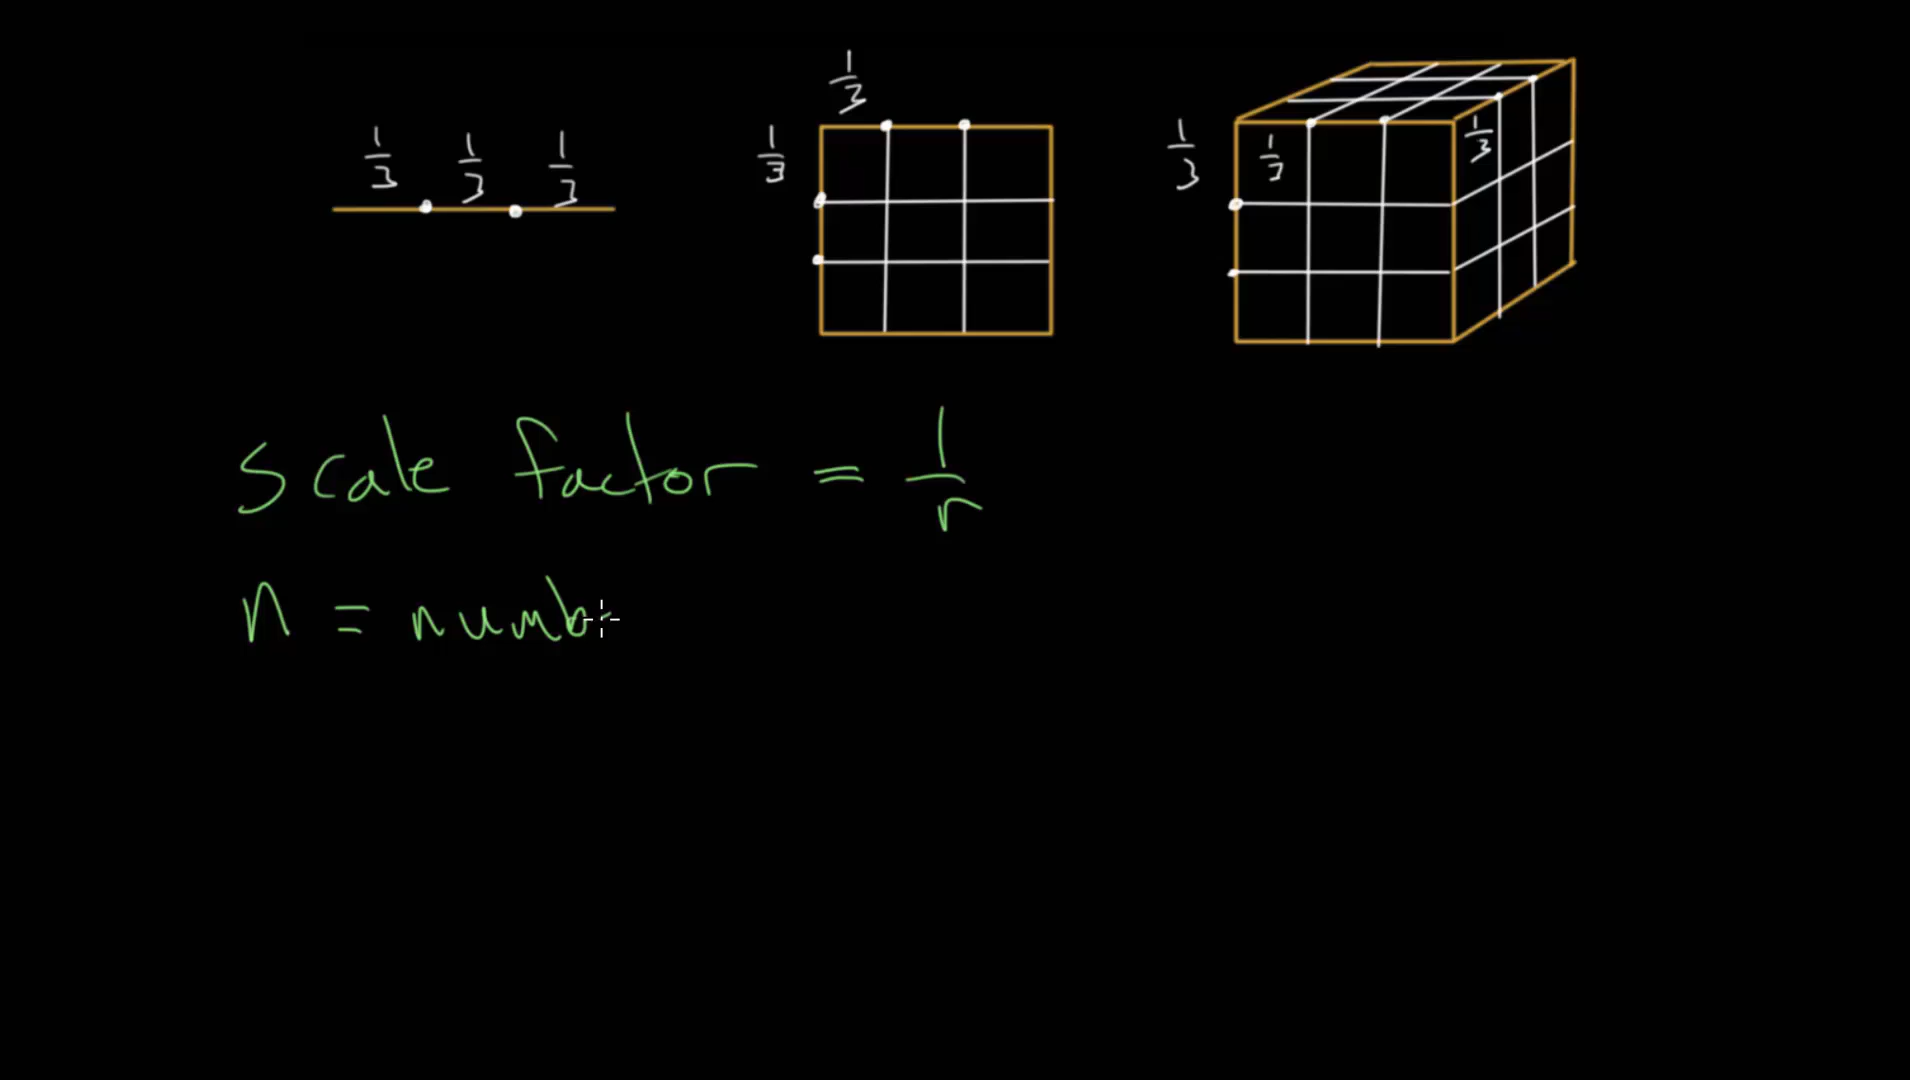 1/3 1/3 1/3
1/3
1/3
1/3 1/3 1/3
scale factor = 1/r
n = numb